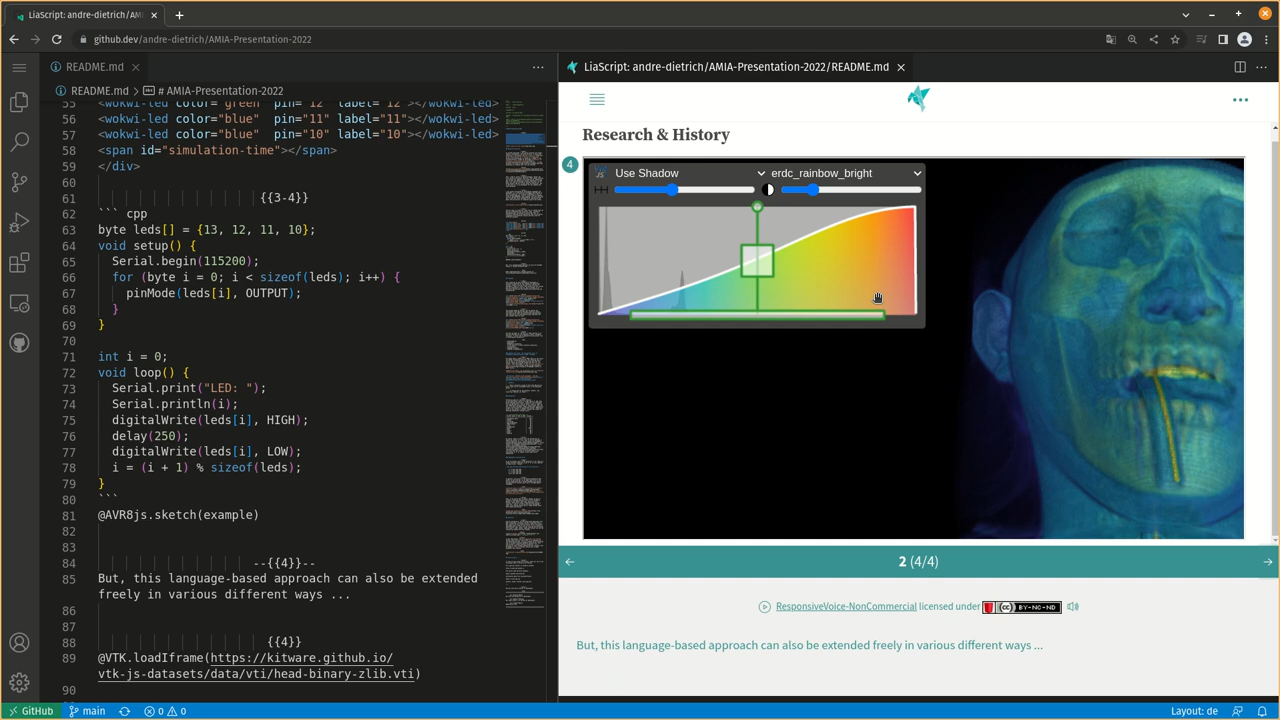 LiaScript: andre-dietrich/AMIA-Presentation-2022
github.dev/andre-dietrich/AMIA-Presentation-2022
README.md
README.md > # AMIA-Presentation-2022
55 <wokwi-led color="green" pin="12" label="12"></wokwi-led>
56 <wokwi-led color="blue" pin="11" label="11"></wokwi-led>
57 <wokwi-led color="blue" pin="10" label="10"></wokwi-led>
58 <span id="simulation-time"></span>
59 </div>
60
61 {{3-4}}
62 ``` cpp
63 byte leds[] = {13, 12, 11, 10};
64 void setup() {
65 Serial.begin(115200);
66 for (byte i = 0; i < sizeof(leds); i++) {
67 pinMode(leds[i], OUTPUT);
68 }
69 }
70
71 int i = 0;
72 void loop() {
73 Serial.print("LED: ");
74 Serial.println(i);
75 digitalWrite(leds[i], HIGH);
76 delay(250);
77 digitalWrite(leds[i], LOW);
78 i = (i + 1) % sizeof(leds);
79 }
80 ```
81 @AVR8js.sketch(example)
82
83
84 --{{4}}--
85 But, this language-based approach can also be extended
freely in various different ways ...
86
87
88 {{4}}
89 @VTK.loadIframe(https://kitware.github.io/
vtk-js-datasets/data/vti/head-binary-zlib.vti)
90
GitHub main 0 0
LiaScript: andre-dietrich/AMIA-Presentation-2022/README.md
Research & History
4
Use Shadow erdc_rainbow_bright
2 (4/4)
ResponsiveVoice-NonCommercial licensed under BY-NC-ND
But, this language-based approach can also be extended freely in various different ways ...
Layout: de